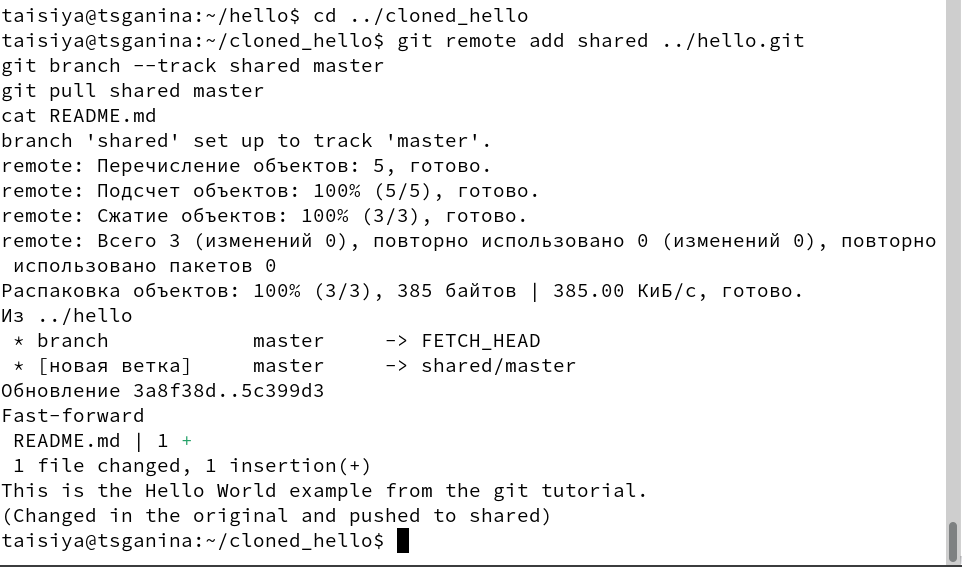 taisiya@tsganina:~/hello$ cd ../cloned_hello
taisiya@tsganina:~/cloned_hello$ git remote add shared ../hello.git
git branch --track shared master
git pull shared master
cat README.md
branch 'shared' set up to track 'master'.
remote: Перечисление объектов: 5, готово.
remote: Подсчет объектов: 100% (5/5), готово.
remote: Сжатие объектов: 100% (3/3), готово.
remote: Всего 3 (изменений 0), повторно использовано 0 (изменений 0), повторно
 использовано пакетов 0
Распаковка объектов: 100% (3/3), 385 байтов | 385.00 КиБ/с, готово.
Из ../hello
 * branch            master     -> FETCH_HEAD
 * [новая ветка]     master     -> shared/master
Обновление 3a8f38d..5c399d3
Fast-forward
 README.md | 1 +
 1 file changed, 1 insertion(+)
This is the Hello World example from the git tutorial.
(Changed in the original and pushed to shared)
taisiya@tsganina:~/cloned_hello$